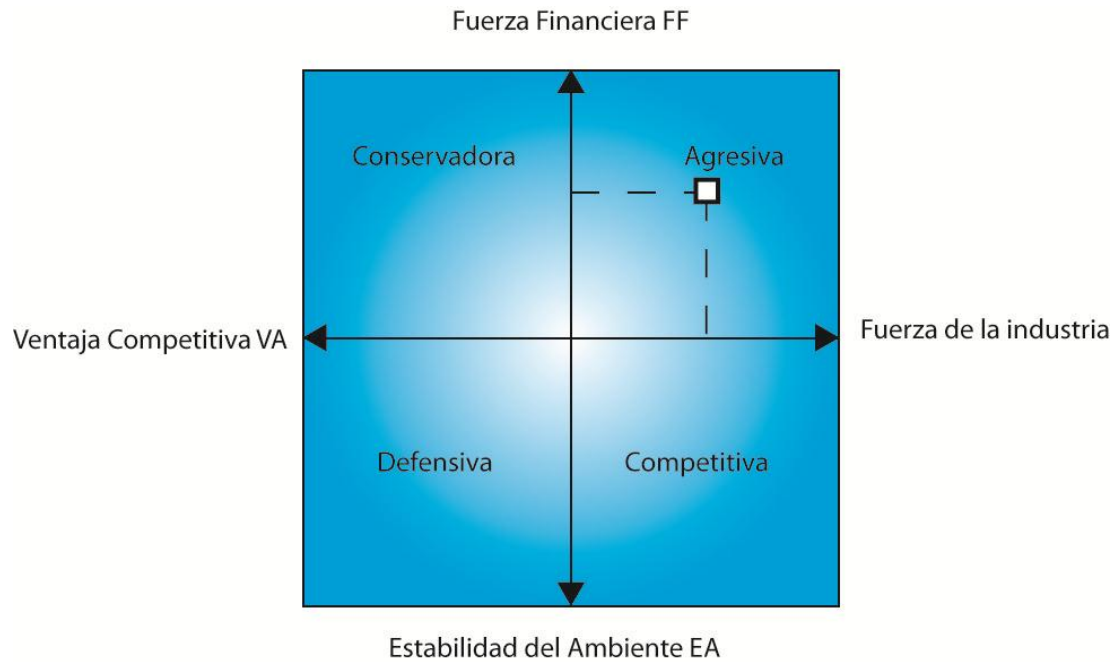 Fuerza Financiera FF
Conservadora
Agresiva
Ventaja Competitiva VA
Fuerza de la industria
Defensiva
Competitiva
Estabilidad del Ambiente EA